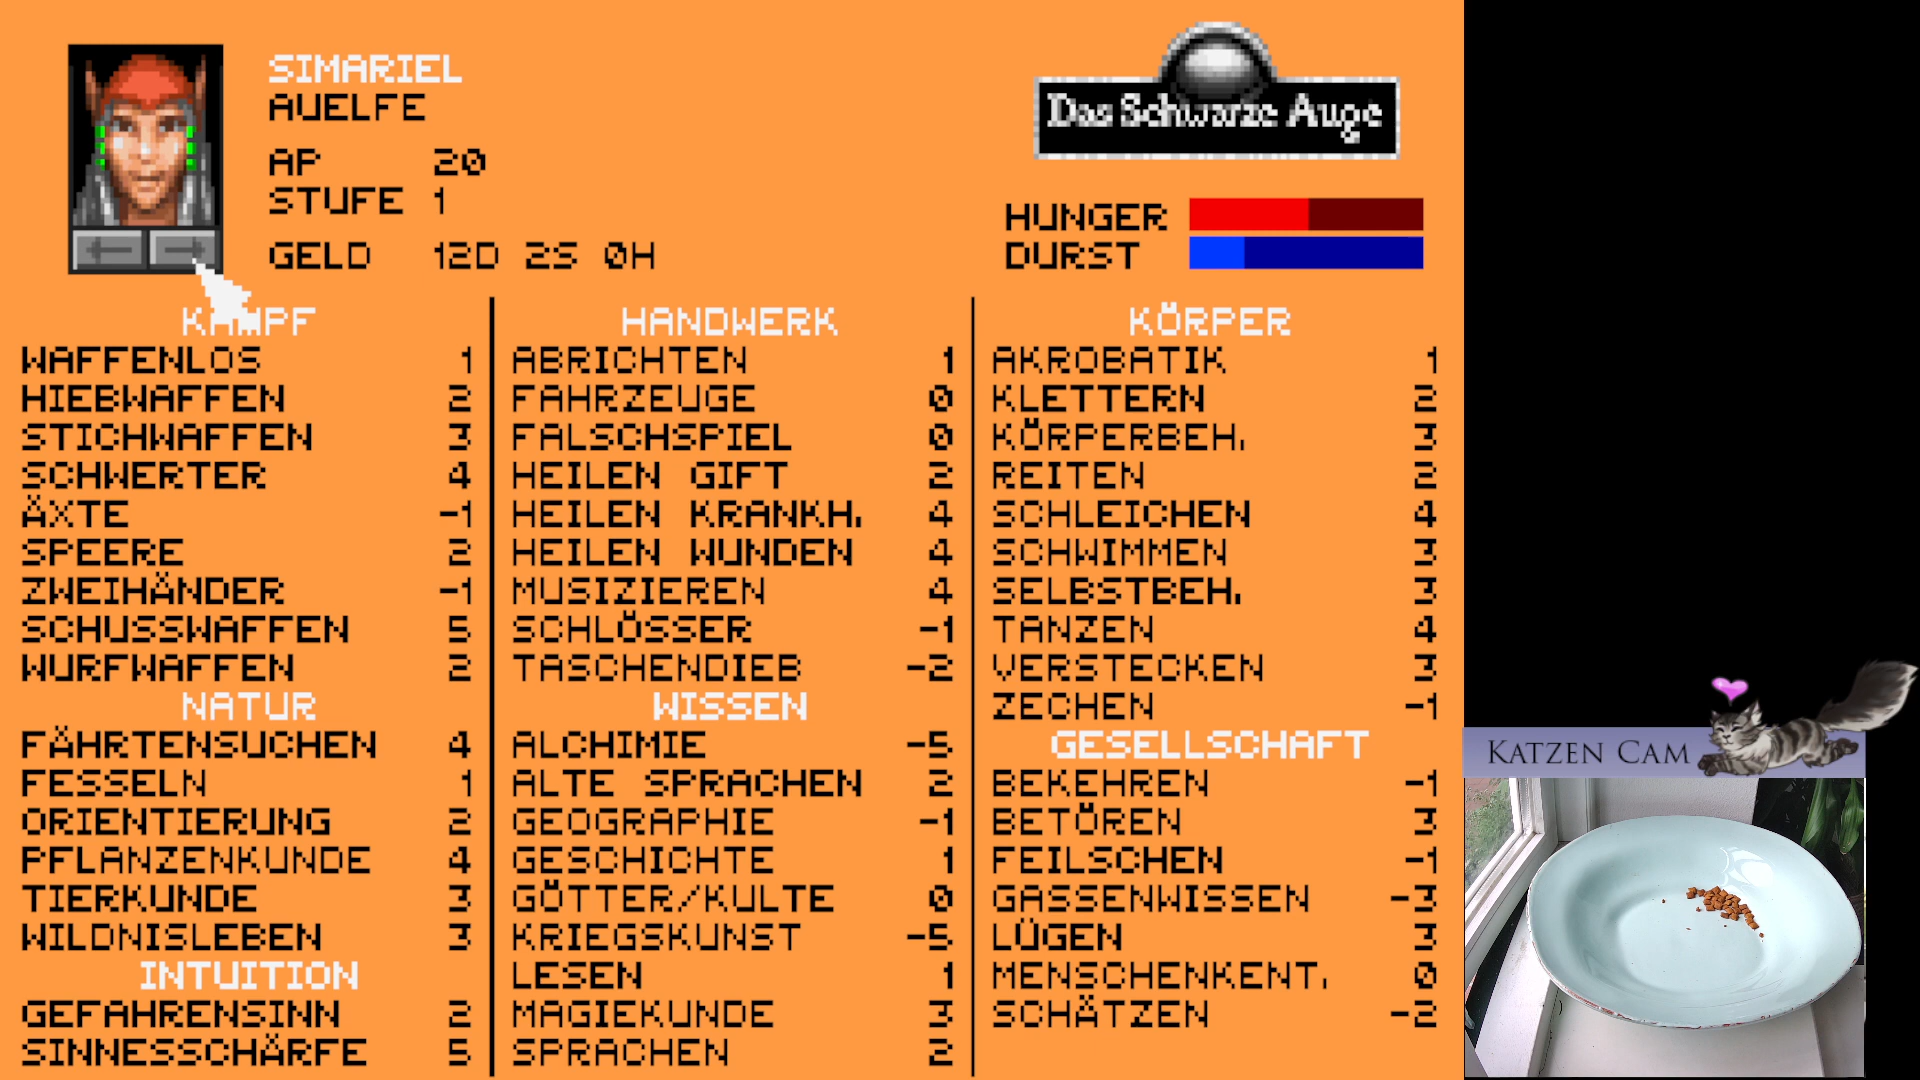 SIMARIEL
AUELFE
AP 20
STUFE 1
GELD 12D 2S 0H
Das Schwarze Auge
HUNGER
DURST
KAMPF
WAFFENLOS 1
HIEBWAFFEN 2
STICHWAFFEN 3
SCHWERTER 4
ÄXTE -1
SPEERE 2
ZWEIHÄNDER -1
SCHUSSWAFFEN 5
WURFWAFFEN 2
NATUR
FÄHRTENSUCHEN 4
FESSELN 1
ORIENTIERUNG 2
PFLANZENKUNDE 4
TIERKUNDE 3
WILDNISLEBEN 3
INTUITION
GEFAHRENSINN 2
SINNESSCHÄRFE 5
HANDWERK
ABRICHTEN 1
FAHRZEUGE 0
FALSCHSPIEL 0
HEILEN GIFT 2
HEILEN KRANKH. 4
HEILEN WUNDEN 4
MUSIZIEREN 4
SCHLÖSSER -1
TASCHENDIEB -2
WISSEN
ALCHIMIE -5
ALTE SPRACHEN 2
GEOGRAPHIE -1
GESCHICHTE 1
GÖTTER/KULTE 0
KRIEGSKUNST -5
LESEN 1
MAGIEKUNDE 3
SPRACHEN 2
KÖRPER
AKROBATIK 1
KLETTERN 2
KÖRPERBEH. 3
REITEN 2
SCHLEICHEN 4
SCHWIMMEN 3
SELBSTBEH. 3
TANZEN 4
VERSTECKEN 3
ZECHEN -1
GESELLSCHAFT
BEKEHREN -1
BETÖREN 3
FEILSCHEN -1
GASSENWISSEN -3
LÜGEN 3
MENSCHENKENT. 0
SCHÄTZEN -2
KATZEN CAM